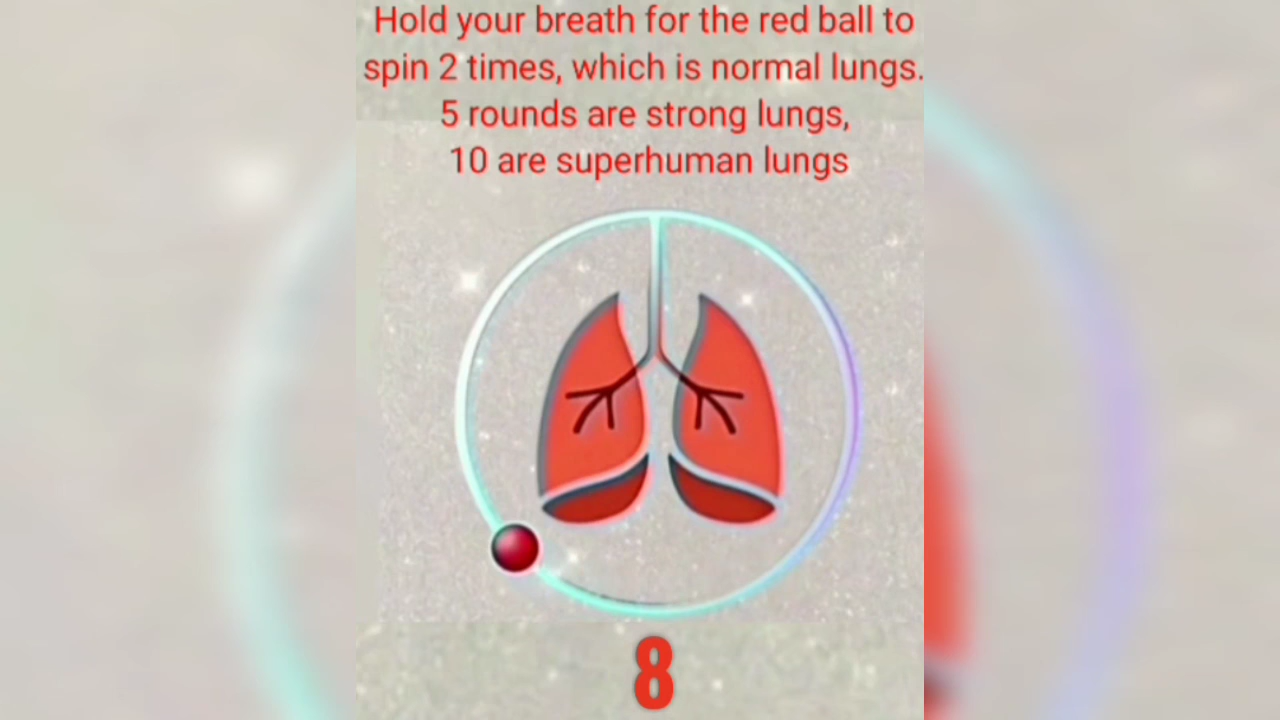 Hold your breath for the red ball to
spin 2 times, which is normal lungs.
5 rounds are strong lungs,
10 are superhuman lungs
8